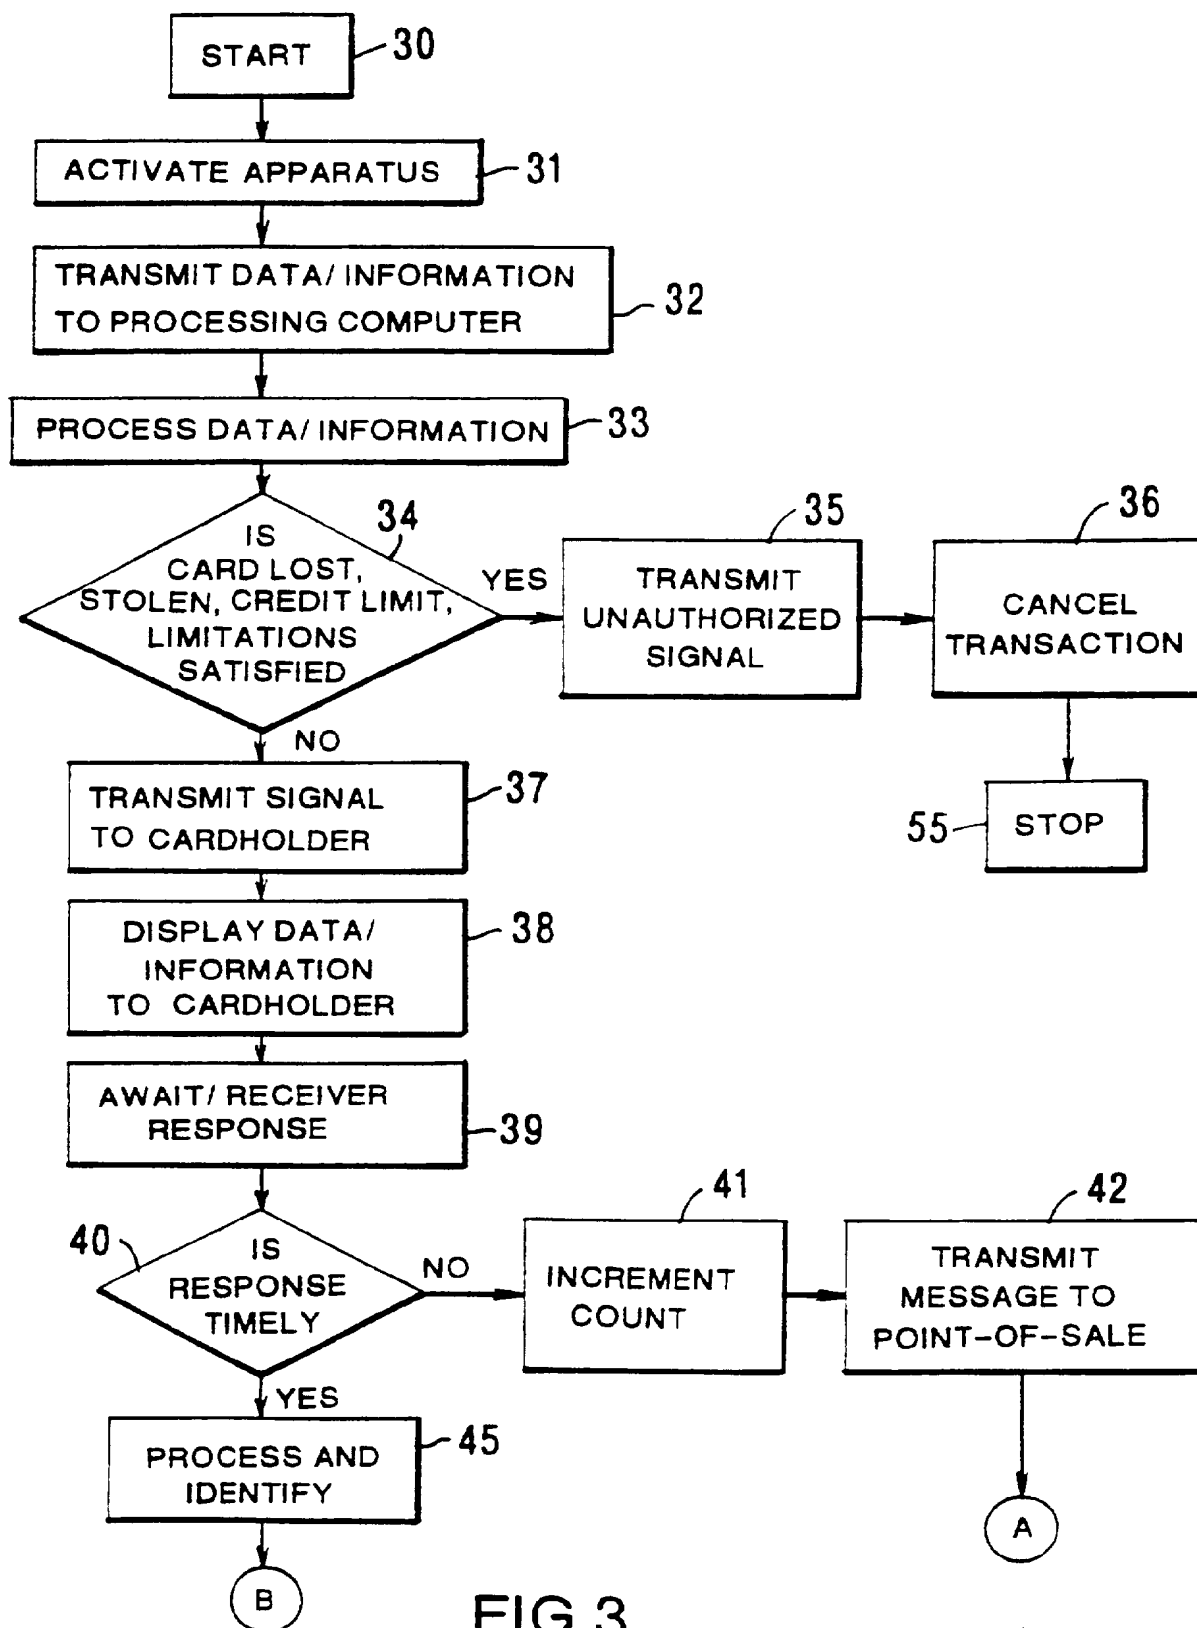 START
30
ACTIVATE APPARATUS
31
TRANSMIT DATA/ INFORMATION
TO PROCESSING COMPUTER
32
PROCESS DATA/ INFORMATION
33
IS
CARD LOST,
STOLEN, CREDIT LIMIT,
LIMITATIONS
SATISFIED
34
YES
TRANSMIT
UNAUTHORIZED
SIGNAL
35
CANCEL
TRANSACTION
36
STOP
55
NO
TRANSMIT SIGNAL
TO CARDHOLDER
37
DISPLAY DATA/
INFORMATION
TO CARDHOLDER
38
AWAIT/ RECEIVER
RESPONSE
39
IS
RESPONSE
TIMELY
40
NO
INCREMENT
COUNT
41
TRANSMIT
MESSAGE TO
POINT-OF-SALE
42
A
YES
PROCESS AND
IDENTIFY
45
B
FIG.3